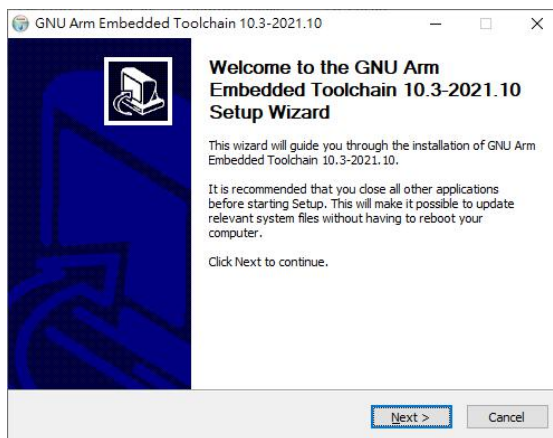 GNU Arm Embedded Toolchain 10.3-2021.10
Welcome to the GNU Arm
Embedded Toolchain 10.3-2021.10
Setup Wizard
This wizard will guide you through the installation of GNU Arm
Embedded Toolchain 10.3-2021.10.
It is recommended that you close all other applications
before starting Setup. This will make it possible to update
relevant system files without having to reboot your
computer.
Click Next to continue.
Next >
Cancel